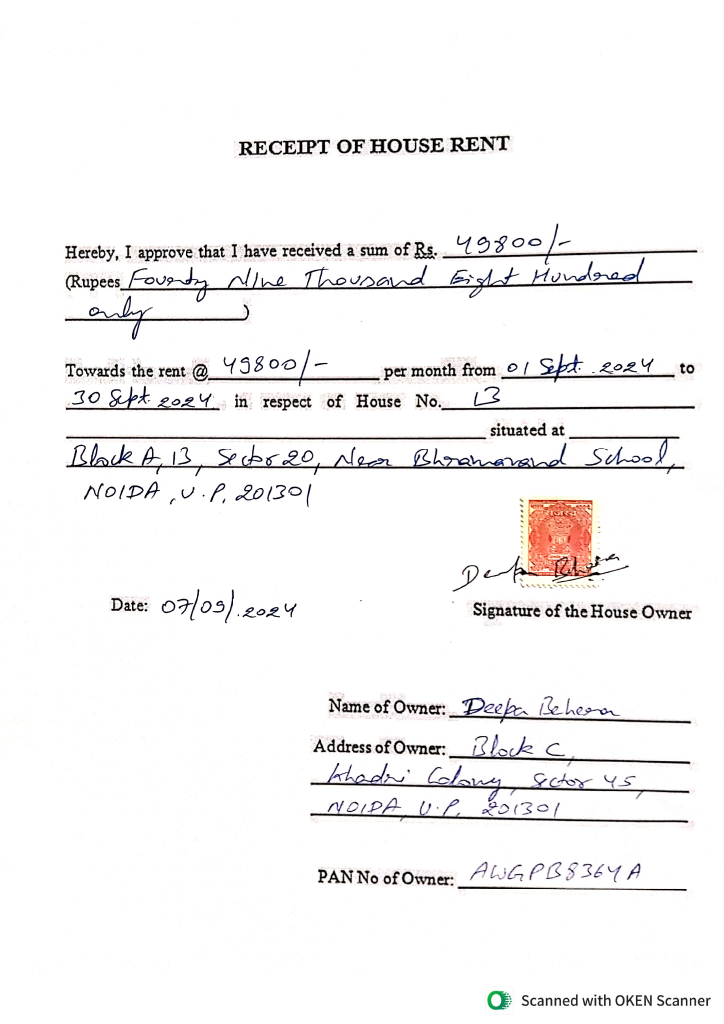 RECEIPT OF HOUSE RENT
Hereby, I approve that I have received a sum of Rs. 49800/-
(Rupees Fourty Nine Thousand Eight Hundred
only )
Towards the rent @ 49800/- per month from 01 Sept. 2024 to
30 Sept. 2024 in respect of House No. 13
situated at
Block A, 13, Sector 20, Near Bhramanand School,
NOIDA, U.P, 201301
Deepa Behera
Date: 07/09/.2024
Signature of the House Owner
Name of Owner: Deepa Behera
Address of Owner: Block C,
Khadri Colony, Sector 45,
NOIDA, U.P. 201301
PAN No of Owner: AWGPB8364A
Scanned with OKEN Scanner